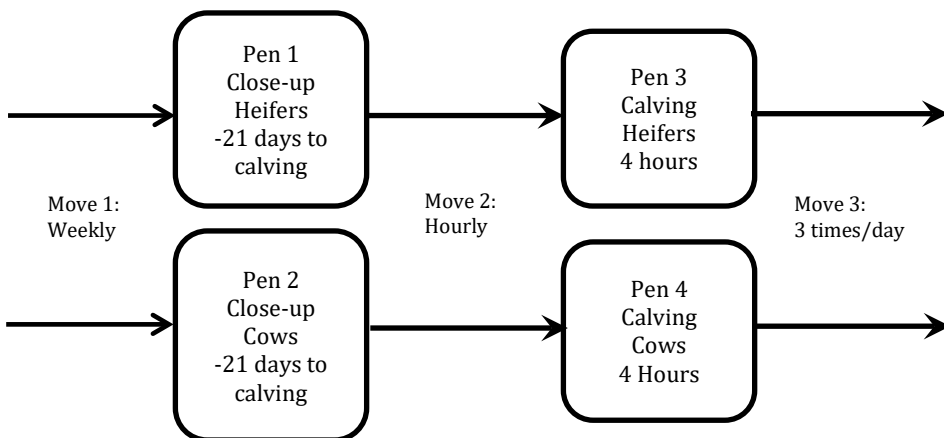 Pen 1
Close-up
Heifers
-21 days to
calving
Pen 3
Calving
Heifers
4 hours
Move 1:
Weekly
Move 2:
Hourly
Move 3:
3 times/day
Pen 2
Close-up
Cows
-21 days to
calving
Pen 4
Calving
Cows
4 Hours